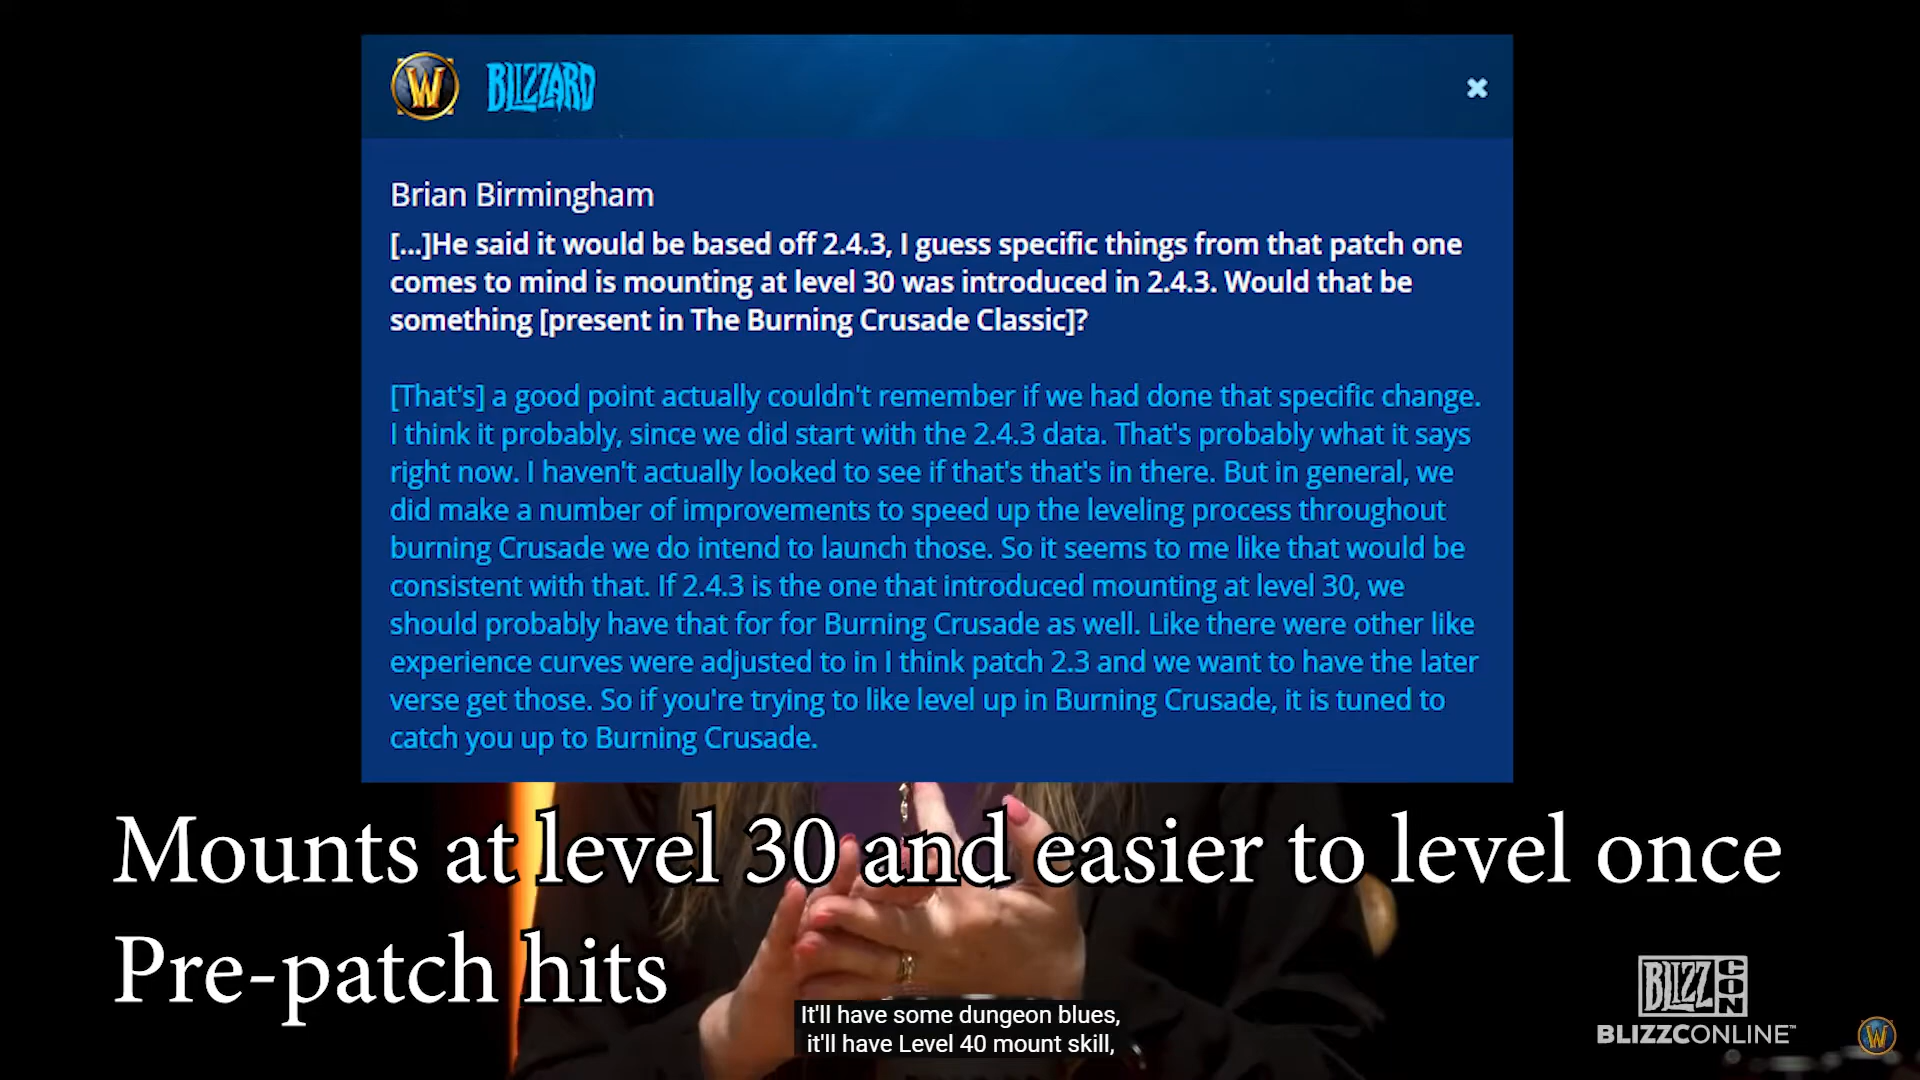 W BLIZZARD
Brian Birmingham
[...]He said it would be based off 2.4.3, I guess specific things from that patch one
comes to mind is mounting at level 30 was introduced in 2.4.3. Would that be
something [present in The Burning Crusade Classic]?
[That's] a good point actually couldn't remember if we had done that specific change.
I think it probably, since we did start with the 2.4.3 data. That's probably what it says
right now. I haven't actually looked to see if that's that's in there. But in general, we
did make a number of improvements to speed up the leveling process throughout
burning Crusade we do intend to launch those. So it seems to me like that would be
consistent with that. If 2.4.3 is the one that introduced mounting at level 30, we
should probably have that for for Burning Crusade as well. Like there were other like
experience curves were adjusted to in I think patch 2.3 and we want to have the later
verse get those. So if you're trying to like level up in Burning Crusade, it is tuned to
catch you up to Burning Crusade.
Mounts at level 30 and easier to level once
Pre-patch hits
It'll have some dungeon blues,
it'll have Level 40 mount skill,
BLIZZCON
BLIZZCONLINE™
W